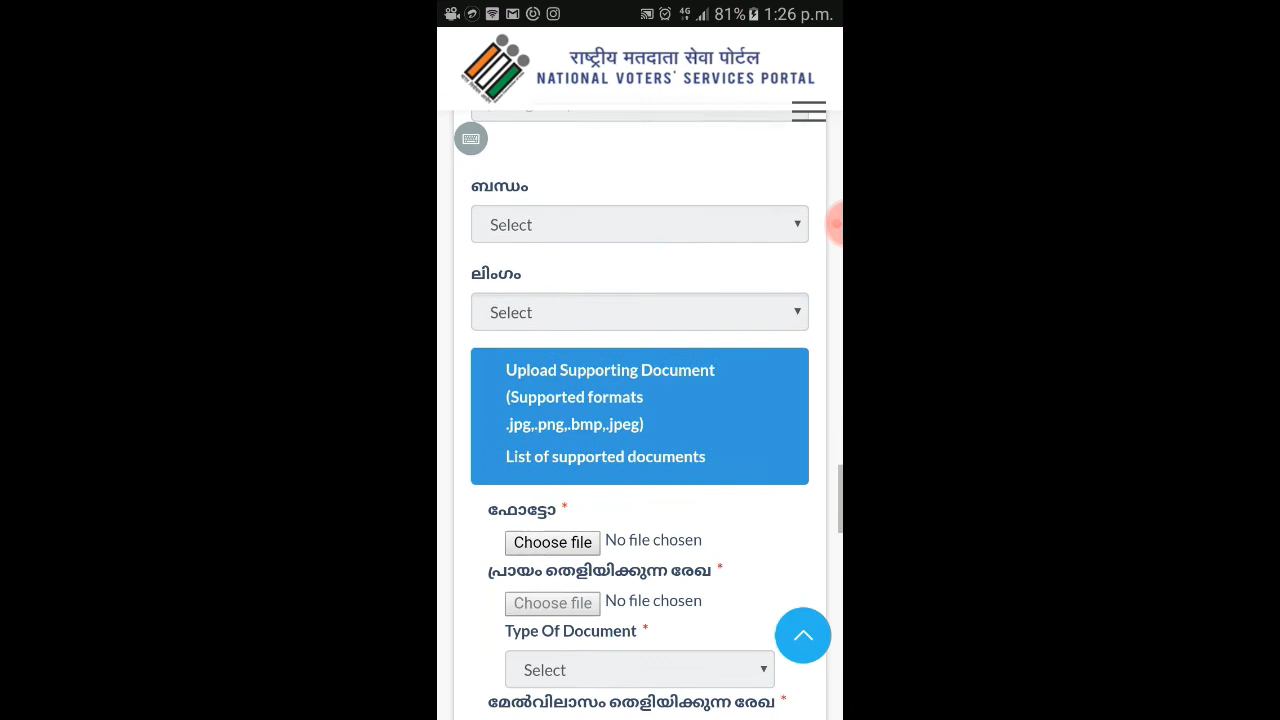 4G 81% 1:26 p.m.
राष्ट्रीय मतदाता सेवा पोर्टल
NATIONAL VOTERS' SERVICES PORTAL
ബന്ധം
Select
ലിംഗം
Select
Upload Supporting Document
(Supported formats
.jpg,.png,.bmp,.jpeg)
List of supported documents
ഫോട്ടോ *
Choose file No file chosen
പ്രായം തെളിയിക്കുന്ന രേഖ *
Choose file No file chosen
Type Of Document *
Select
മേൽവിലാസം തെളിയിക്കുന്ന രേഖ *